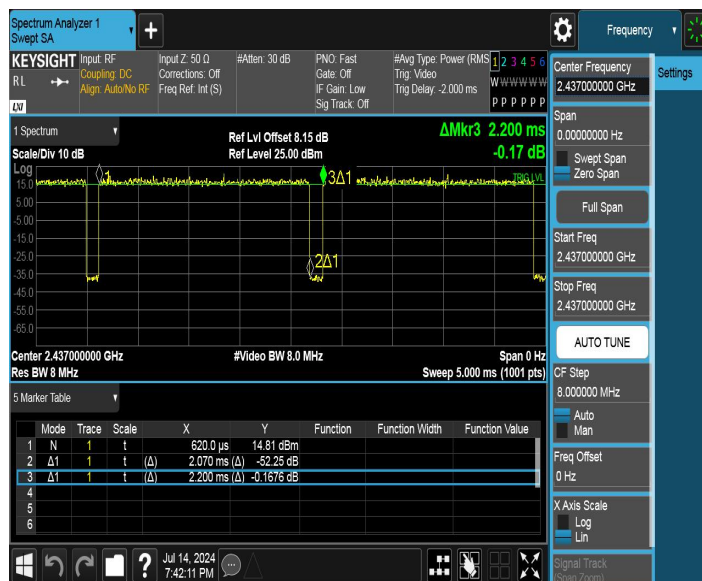 Spectrum Analyzer 1
Swept SA
+
Frequency
KEYSIGHT
RL
LXI
Input: RF
Coupling: DC
Align: Auto/No RF
Input Z: 50 Ω
Corrections: Off
Freq Ref: Int (S)
#Atten: 30 dB
PNO: Fast
Gate: Off
IF Gain: Low
Sig Track: Off
#Avg Type: Power (RMS
Trig: Video
Trig Delay: -2.000 ms
1 2 3 4 5 6
W W W W W W
P P P P P P
Center Frequency
2.437000000 GHz
Settings
Span
0.00000000 Hz
Swept Span
Zero Span
Full Span
Start Freq
2.437000000 GHz
Stop Freq
2.437000000 GHz
AUTO TUNE
CF Step
8.000000 MHz
Auto
Man
Freq Offset
0 Hz
X Axis Scale
Log
Lin
Signal Track
(Span Zoom)
1 Spectrum
Scale/Div 10 dB
Ref Lvl Offset 8.15 dB
Ref Level 25.00 dBm
ΔMkr3 2.200 ms
-0.17 dB
Log
15.0
5.00
-5.00
-15.0
-25.0
-35.0
-45.0
-55.0
-65.0
1
3Δ1
TRIG LVL
2Δ1
Center 2.437000000 GHz
Res BW 8 MHz
#Video BW 8.0 MHz
Span 0 Hz
Sweep 5.000 ms (1001 pts)
5 Marker Table
Mode Trace Scale X Y Function Function Width Function Value
1 N 1 t 620.0 µs 14.81 dBm
2 Δ1 1 t (Δ) 2.070 ms (Δ) -52.25 dB
3 Δ1 1 t (Δ) 2.200 ms (Δ) -0.1676 dB
4
5
6
?
Jul 14, 2024
7:42:11 PM